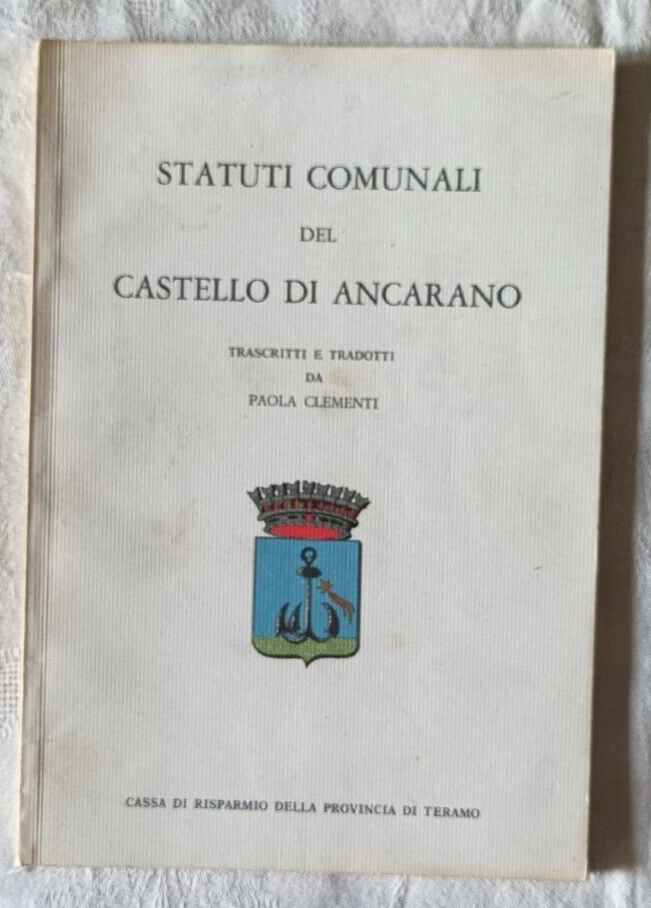 STATUTI COMUNALI
DEL
CASTELLO DI ANCARANO
TRASCRITTI E TRADOTTI
DA
PAOLA CLEMENTI
CASSA DI RISPARMIO DELLA PROVINCIA DI TERAMO